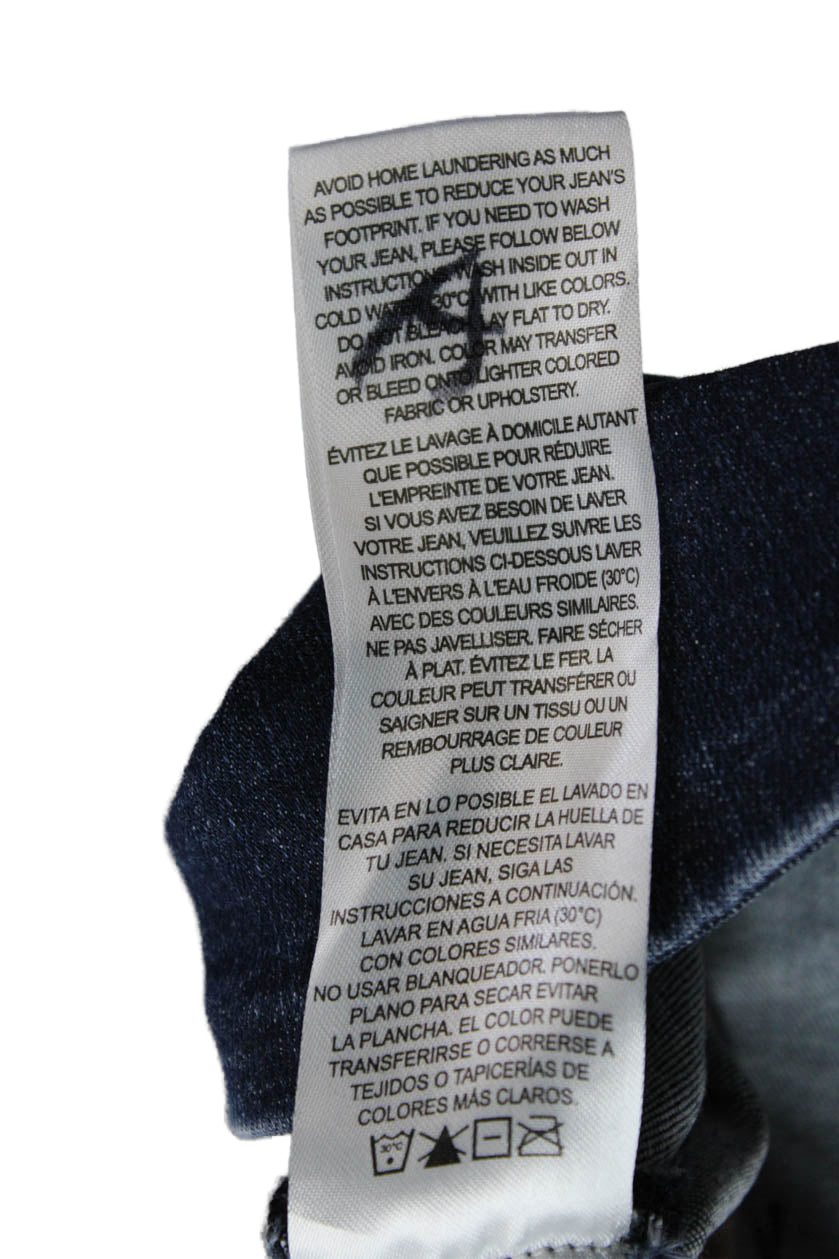 AVOID HOME LAUNDERING AS MUCH
AS POSSIBLE TO REDUCE YOUR JEAN'S
FOOTPRINT. IF YOU NEED TO WASH
YOUR JEAN, PLEASE FOLLOW BELOW
INSTRUCTIONS, WASH INSIDE OUT IN
COLD WATER 30°C WITH LIKE COLORS.
DO NOT BLEACH LAY FLAT TO DRY.
AVOID IRON. COLOR MAY TRANSFER
OR BLEED ONTO LIGHTER COLORED
FABRIC OR UPHOLSTERY.
ÉVITEZ LE LAVAGE À DOMICILE AUTANT
QUE POSSIBLE POUR RÉDUIRE
L'EMPREINTE DE VOTRE JEAN.
SI VOUS AVEZ BESOIN DE LAVER
VOTRE JEAN, VEUILLEZ SUIVRE LES
INSTRUCTIONS CI-DESSOUS LAVER
À L'ENVERS À L'EAU FROIDE (30°C)
AVEC DES COULEURS SIMILAIRES.
NE PAS JAVELLISER. FAIRE SÉCHER
À PLAT. ÉVITEZ LE FER. LA
COULEUR PEUT TRANSFÉRER OU
SAIGNER SUR UN TISSU OU UN
REMBOURRAGE DE COULEUR
PLUS CLAIRE.
EVITA EN LO POSIBLE EL LAVADO EN
CASA PARA REDUCIR LA HUELLA DE
TU JEAN. SI NECESITA LAVAR
SU JEAN, SIGA LAS
INSTRUCCIONES A CONTINUACIÓN.
LAVAR EN AGUA FRIA (30°C)
CON COLORES SIMILARES.
NO USAR BLANQUEADOR. PONERLO
PLANO PARA SECAR EVITAR
LA PLANCHA. EL COLOR PUEDE
TRANSFERIRSE O CORRERSE A
TEJIDOS O TAPICERÍAS DE
COLORES MÁS CLAROS.
30°C